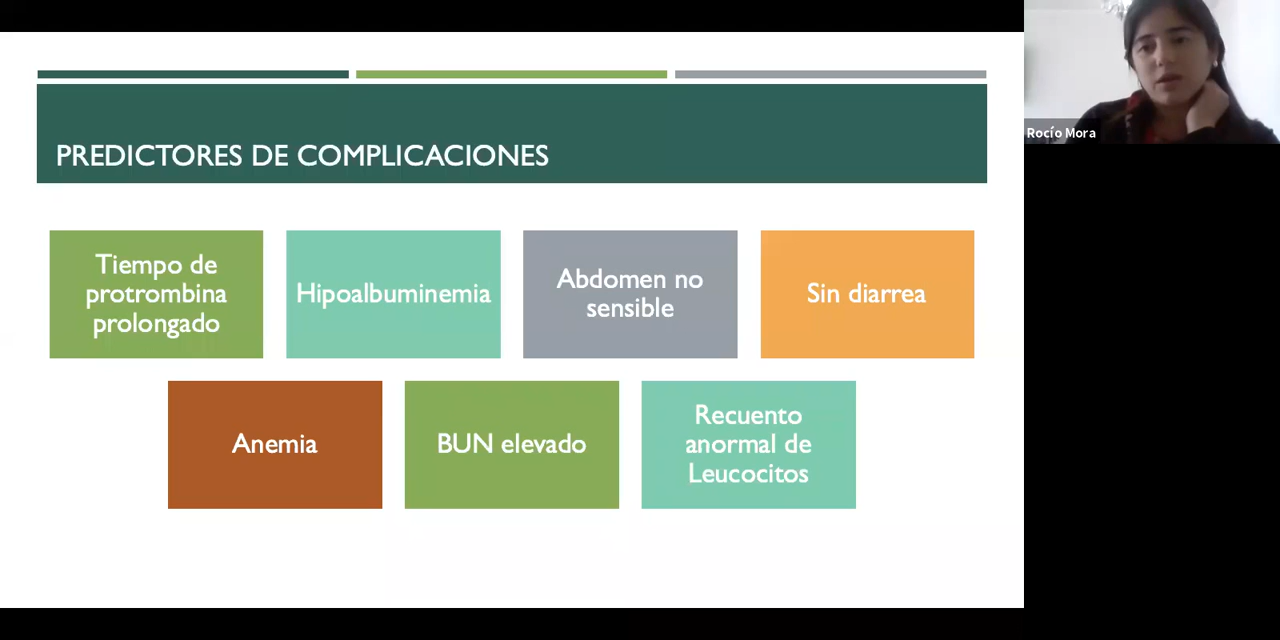 PREDICTORES DE COMPLICACIONES
Tiempo de
protrombina
prolongado
Hipoalbuminemia
Abdomen no
sensible
Sin diarrea
Anemia
BUN elevado
Recuento
anormal de
Leucocitos
Rocío Mora